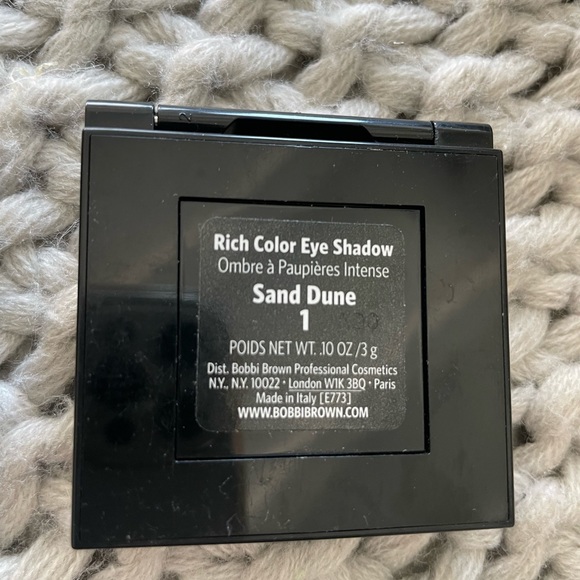 Rich Color Eye Shadow
Ombre à Paupières Intense
Sand Dune
1
POIDS NET WT. .10 OZ/3 g
Dist. Bobbi Brown Professional Cosmetics
N.Y., N.Y. 10022 • London W1K 3BQ • Paris
Made in Italy [E773]
WWW.BOBBIBROWN.COM